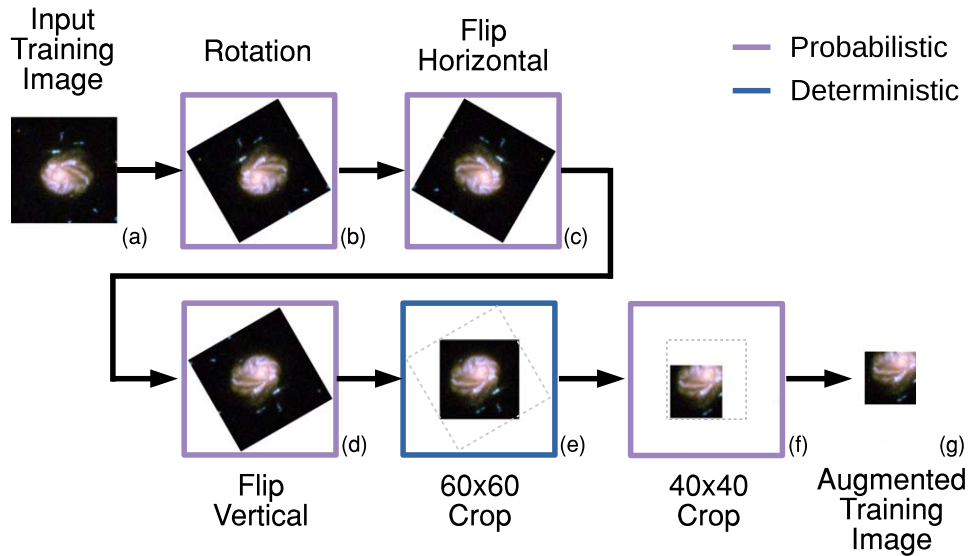 Input
Training
Image
Rotation
Flip
Horizontal
Probabilistic
Deterministic
(a)
(b)
(c)
(d)
(e)
(f)
(g)
Flip
Vertical
60x60
Crop
40x40
Crop
Augmented
Training
Image